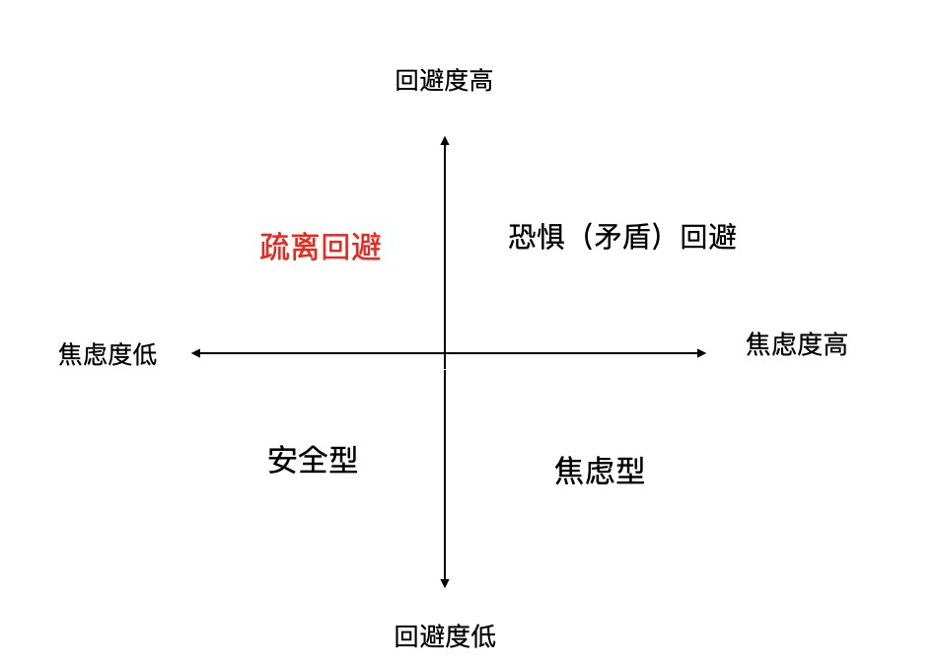 回避度高
疏离回避
恐惧（矛盾）回避
焦虑度低
焦虑度高
安全型
焦虑型
回避度低